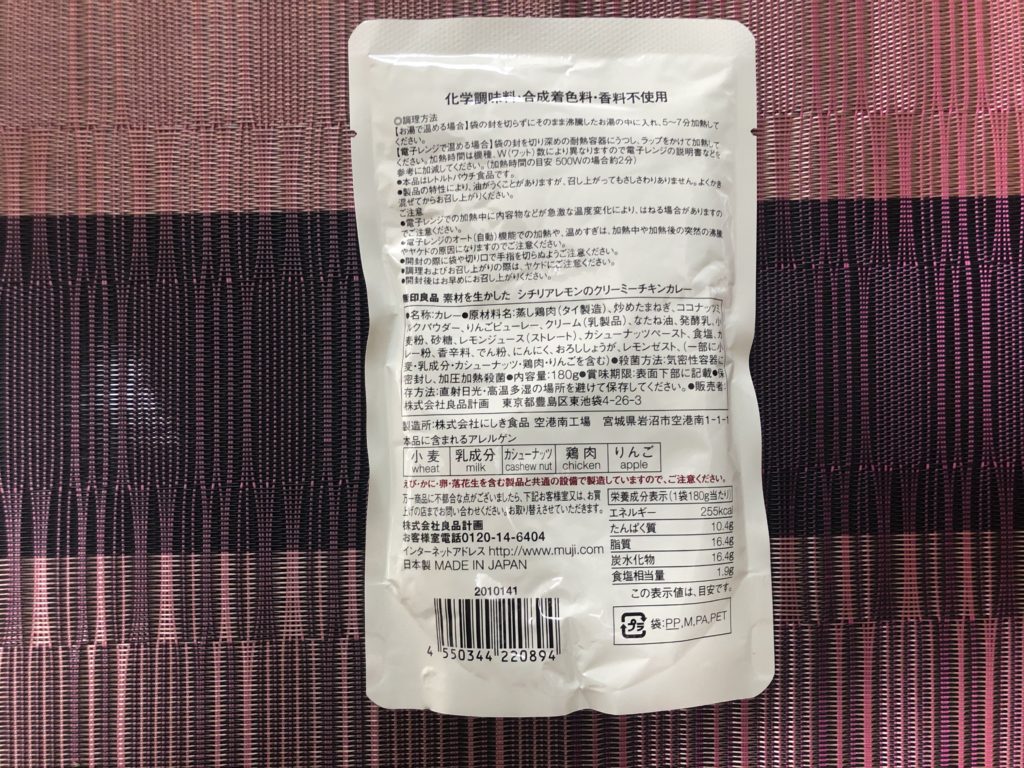 化学調味料・合成着色料・香料不使用
◎調理方法
【お湯で温める場合】袋の封を切らずにそのまま沸騰したお湯の中に入れ、5〜7分加熱して
ください。
【電子レンジで温める場合】袋の封を切り深めの耐熱容器にうつし、ラップをかけて加熱して
ください。加熱時間は機種、W(ワット)数により異なりますので電子レンジの説明書などを
参考に加減してください。(加熱時間の目安 500Wの場合約2分)
●本品はレトルトパウチ食品です。
●製品の特性により、油がうくことがありますが、召し上がってもさしさわりありません。よくかき
混ぜてからお召し上がりください。
ご注意
●電子レンジでの加熱中に内容物などが急激な温度変化により、はねる場合がありますの
でご注意ください。
●電子レンジのオート(自動)機能での加熱や、温めすぎは、加熱中や加熱後の突然の沸騰
やヤケドの原因になりますのでご注意ください。
●開封の際に袋や切り口で手指を切らぬようご注意ください。
●調理およびお召し上がりの際は、ヤケドにご注意ください。
●開封後はお早めにお召し上がりください。
無印良品 素材を生かした シチリアレモンのクリーミーチキンカレー
●名称:カレー●原材料名:蒸し鶏肉(タイ製造)、炒めたまねぎ、ココナッツミ
ルクパウダー、りんごピューレー、クリーム(乳製品)、なたね油、発酵乳、小
麦粉、砂糖、レモンジュース(ストレート)、カシューナッツペースト、食塩、カ
レー粉、香辛料、でん粉、にんにく、おろししょうが、レモンゼスト、(一部に小
麦・乳成分・カシューナッツ・鶏肉・りんごを含む)●殺菌方法:気密性容器に
密封し、加圧加熱殺菌●内容量:180g●賞味期限:表面下部に記載●保
存方法:直射日光・高温多湿の場所を避けて保存してください。●販売者:
株式会社良品計画 東京都豊島区東池袋4-26-3
製造所:株式会社にしき食品 空港南工場 宮城県岩沼市空港南1-1-1
本品に含まれるアレルゲン
小麦 乳成分 カシューナッツ 鶏肉 りんご
wheat milk cashew nut chicken apple
えび・かに・卵・落花生を含む製品と共通の設備で製造していますので、ご注意ください。
万一商品に不都合な点がございましたら、下記お客様室又は、お買
上げの店までお問い合わせください。お取り替えさせていただきます。
株式会社良品計画
お客様室電話0120-14-6404
インターネットアドレス http://www.muji.com
日本製 MADE IN JAPAN
栄養成分表示(1袋180g当たり)
エネルギー 255kcal
たんぱく質 10.4g
脂質 16.4g
炭水化物 16.4g
食塩相当量 1.9g
この表示値は、目安です。
2010141
4 550344 220894
プラ 袋:PP,M,PA,PET